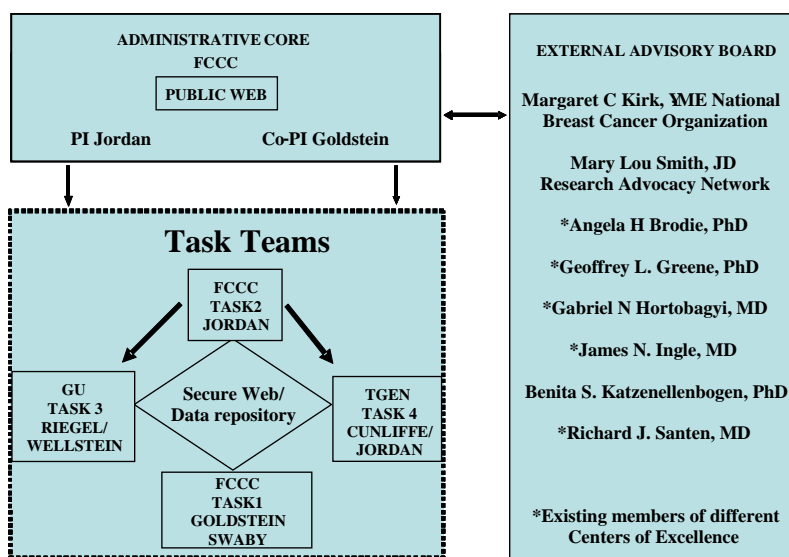 ADMINISTRATIVE CORE
FCCC
PUBLIC WEB
PI Jordan
Co-PI Goldstein
Task Teams
FCCC
TASK2
JORDAN
GU
TASK 3
RIEGEL/
WELLSTEIN
Secure Web/
Data repository
TGEN
TASK 4
CUNLIFFE/
JORDAN
FCCC
TASK1
GOLDSTEIN
SWABY
EXTERNAL ADVISORY BOARD
Margaret C Kirk, YME National
Breast Cancer Organization
Mary Lou Smith, JD
Research Advocacy Network
*Angela H Brodie, PhD
*Geoffrey L. Greene, PhD
*Gabriel N Hortobagyi, MD
*James N. Ingle, MD
Benita S. Katzenellenbogen, PhD
*Richard J. Santen, MD
*Existing members of different
Centers of Excellence